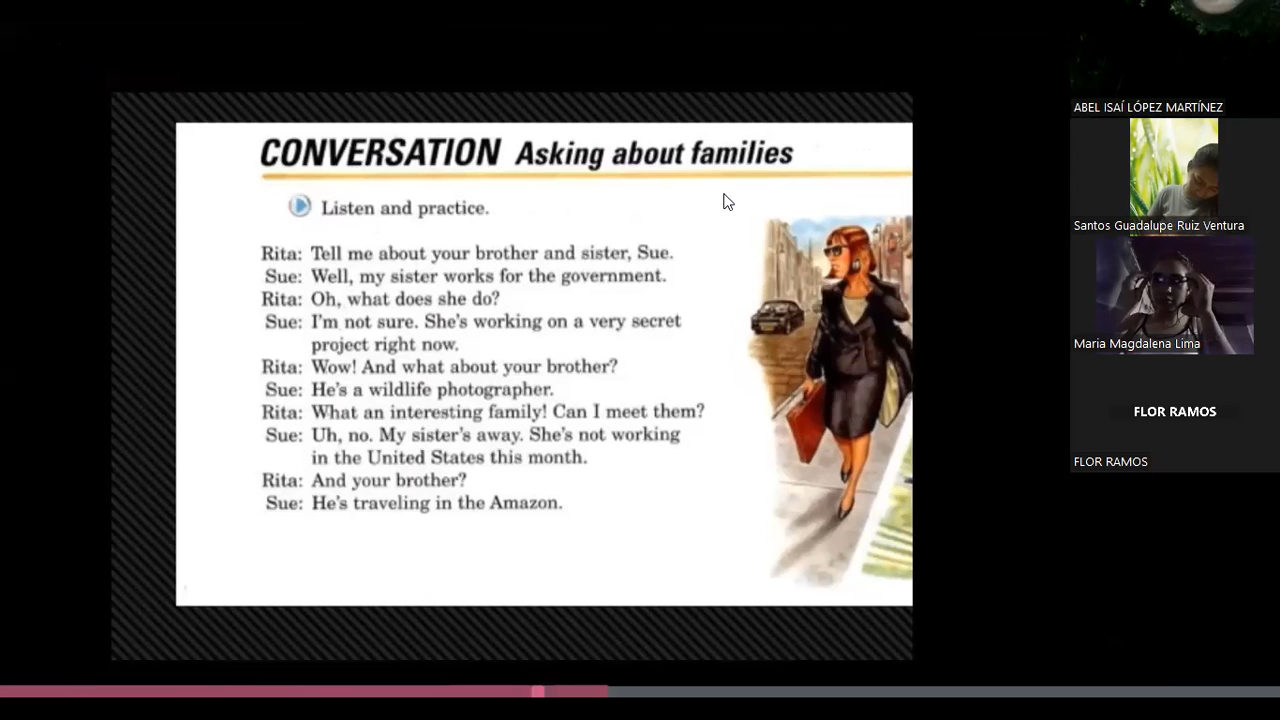 CONVERSATION Asking about families
Listen and practice.
Rita: Tell me about your brother and sister, Sue.
Sue: Well, my sister works for the government.
Rita: Oh, what does she do?
Sue: I'm not sure. She's working on a very secret
project right now.
Rita: Wow! And what about your brother?
Sue: He's a wildlife photographer.
Rita: What an interesting family! Can I meet them?
Sue: Uh, no. My sister's away. She's not working
in the United States this month.
Rita: And your brother?
Sue: He's traveling in the Amazon.
ABEL ISAÍ LÓPEZ MARTÍNEZ
Santos Guadalupe Ruiz Ventura
Maria Magdalena Lima
FLOR RAMOS
FLOR RAMOS